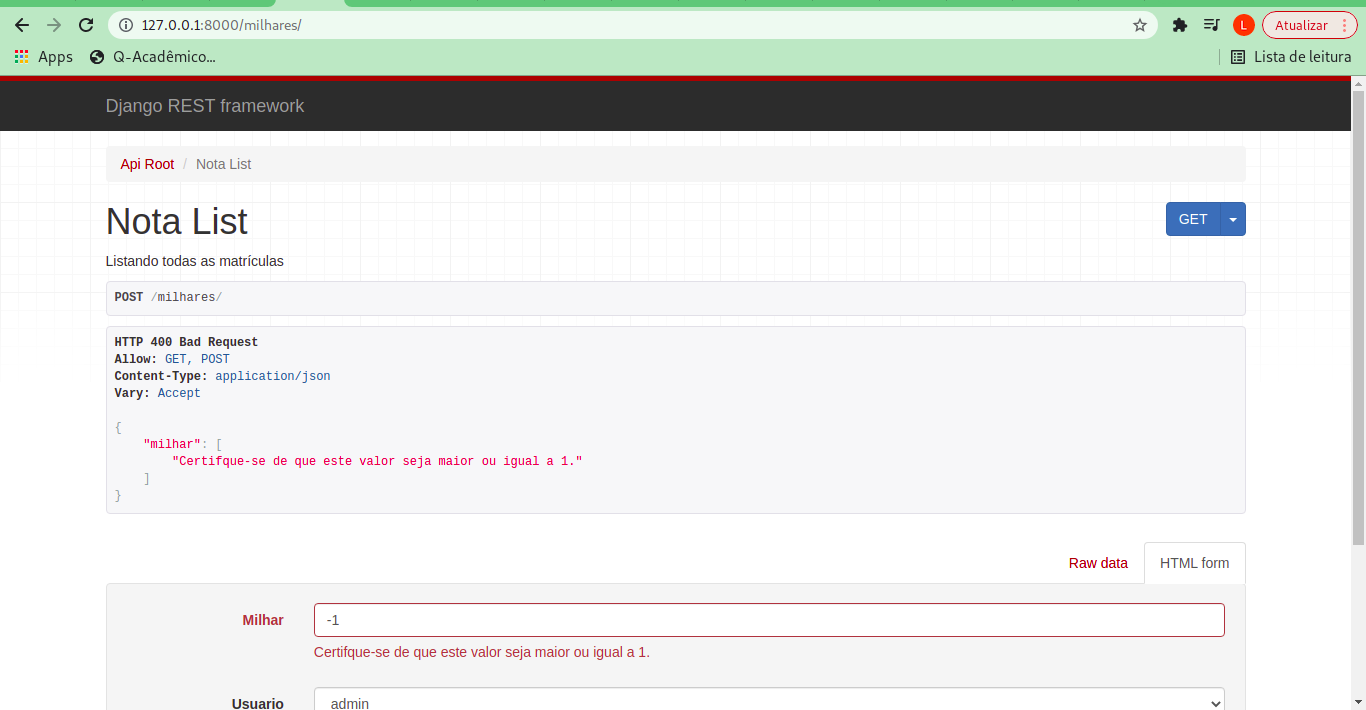 127.0.0.1:8000/milhares/
L
Atualizar
Apps
Q-Acadêmico...
Lista de leitura
Django REST framework
Api Root / Nota List
Nota List
GET
Listando todas as matrículas
POST /milhares/
HTTP 400 Bad Request
Allow: GET, POST
Content-Type: application/json
Vary: Accept
{
"milhar": [
"Certifque-se de que este valor seja maior ou igual a 1."
]
}
Raw data
HTML form
Milhar
-1
Certifque-se de que este valor seja maior ou igual a 1.
Usuario
admin